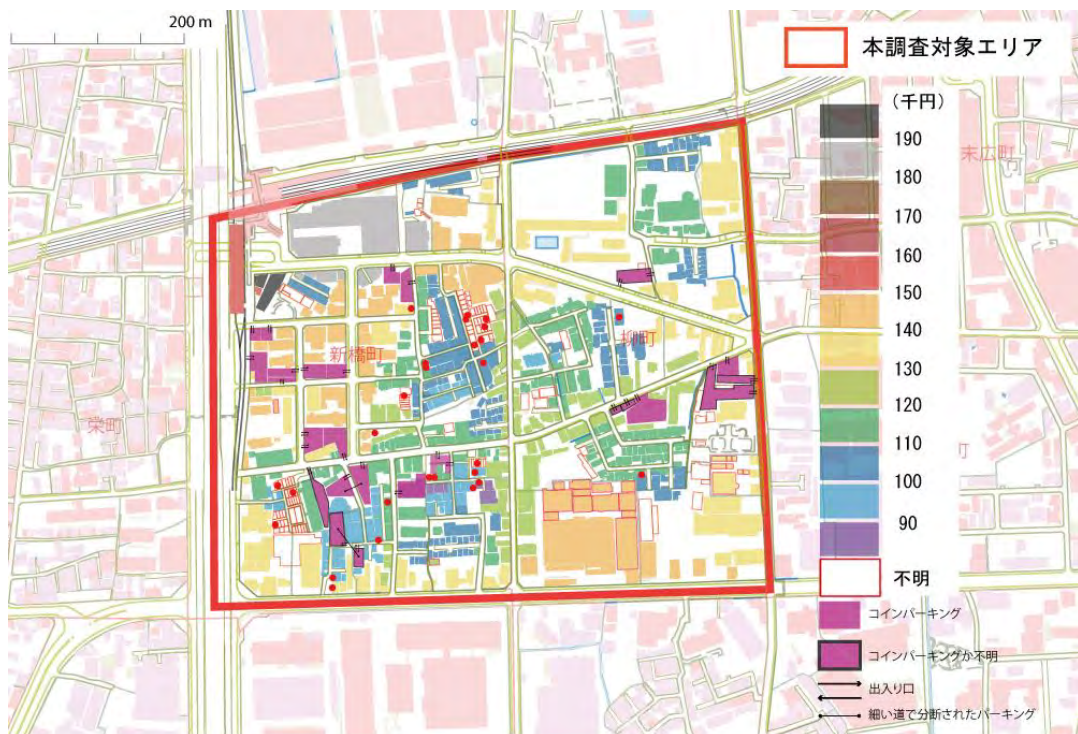 200 m
本調査対象エリア
(千円)
190
180
170
160
150
140
130
120
110
100
90
不明
コインパーキング
コインパーキングか不明
出入り口
細い道で分断されたパーキング
末広町
新橋町
柳町
栄町
町